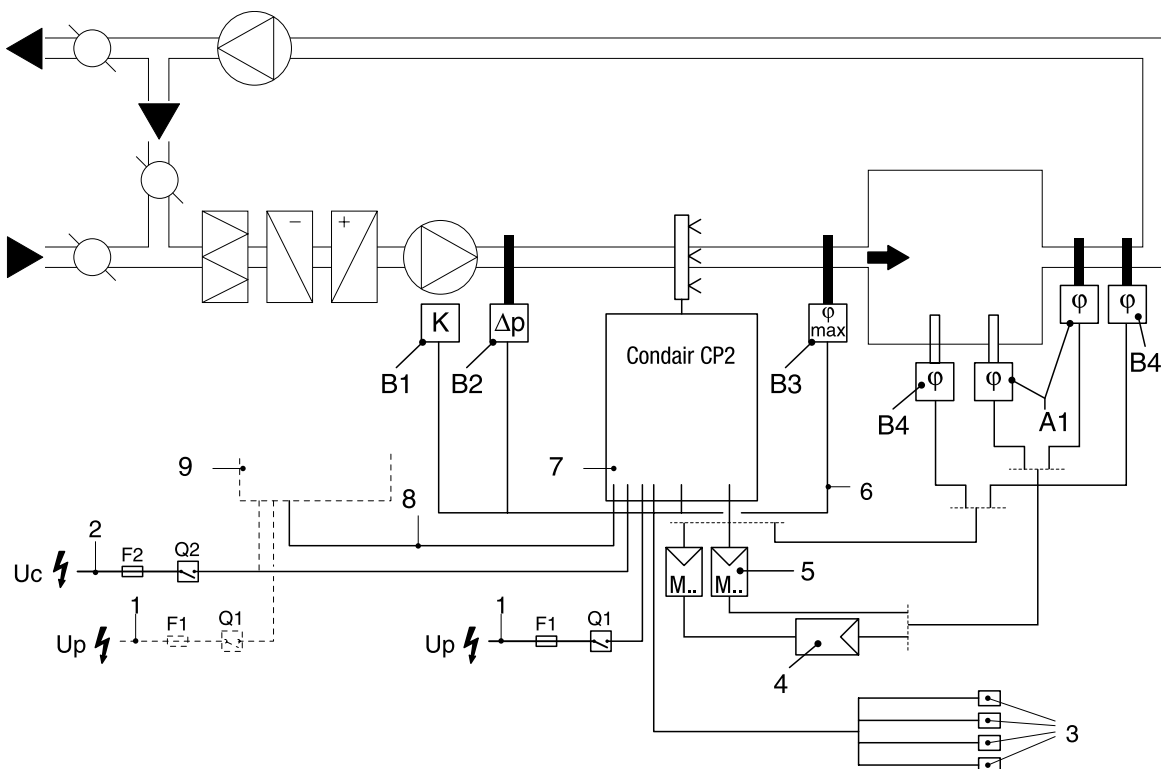 −
+
K
Δp
φ
max
φ
φ
B1
B2
Condair CP2
B3
B4
φ
φ
B4
A1
9
7
8
6
2
F2
Q2
Uc
5
M..
M..
1
F1
Q1
Up
1
F1
Q1
Up
4
3